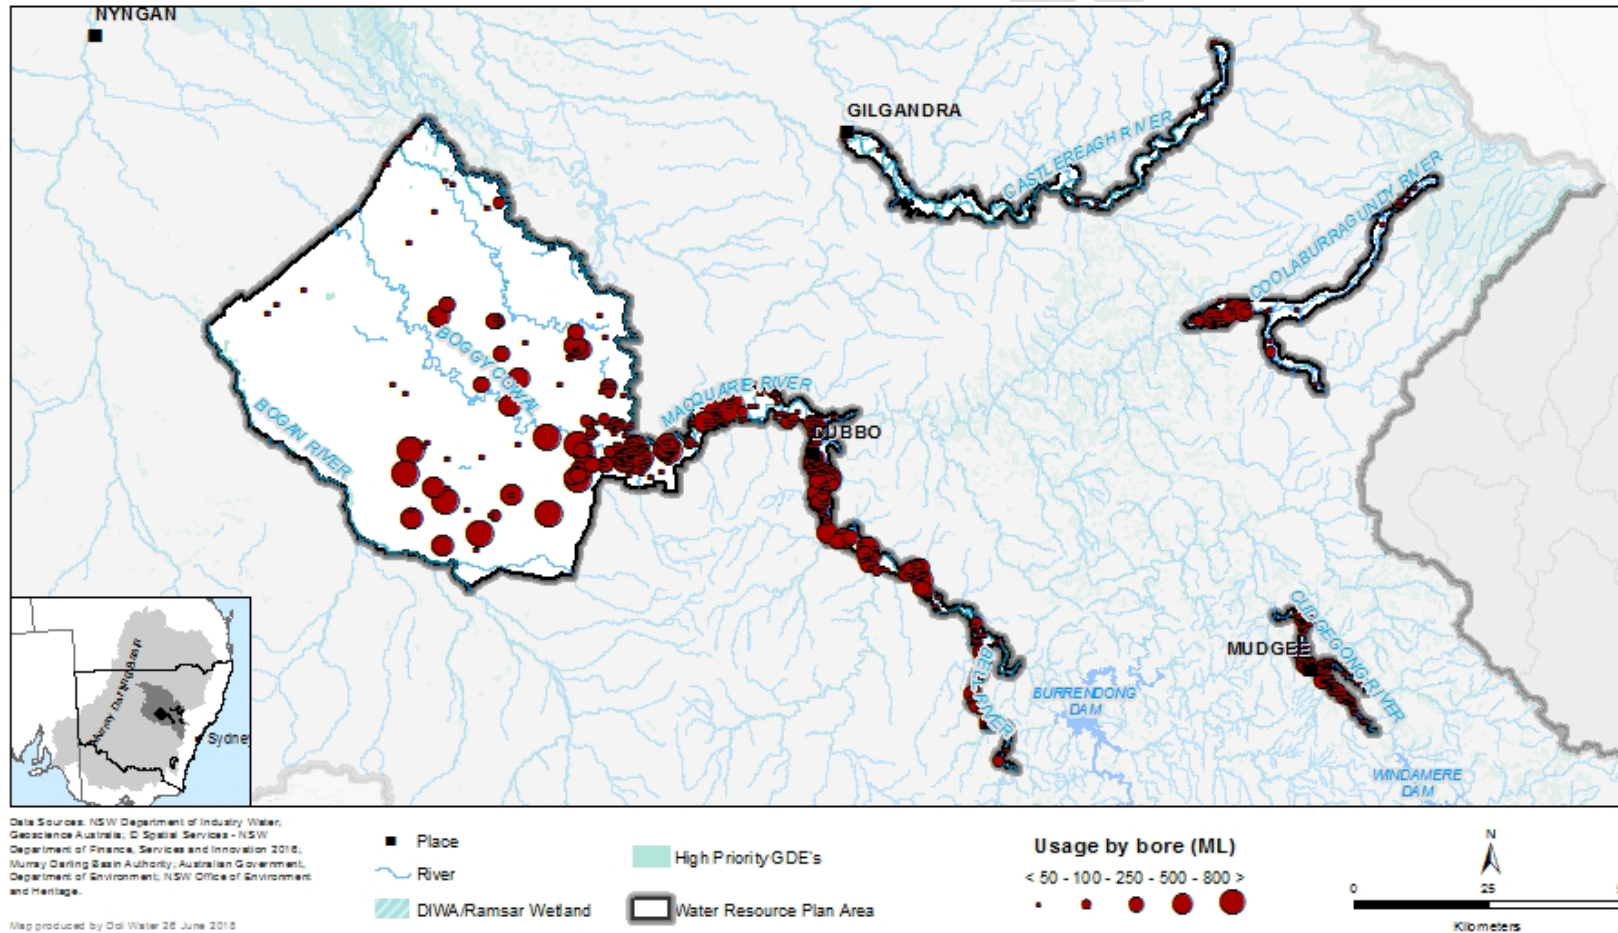 NYNGAN
GILGANDRA
CASTLEREAGH RIVER
COOLABURRAGUNDY RIVER
BOGGY COWAL
MACQUARIE RIVER
BOGAN RIVER
DUBBO
BELL RIVER
BURRENDONG
DAM
MUDGEE
CUDGEGONG RIVER
WINDAMERE
DAM
Murray Darling Basin
Sydney
Data Sources: NSW Department of Industry Water;
Geoscience Australia; © Spatial Services - NSW
Department of Finance, Services and Innovation 2016;
Murray Darling Basin Authority; Australian Government,
Department of Environment; NSW Office of Environment
and Heritage.
Map produced by DoI Water 26 June 2018
Place
River
DIWA/Ramsar Wetland
High Priority GDE's
Water Resource Plan Area
Usage by bore (ML)
< 50 - 100 - 250 - 500 - 800 >
N
0 25
Kilometers